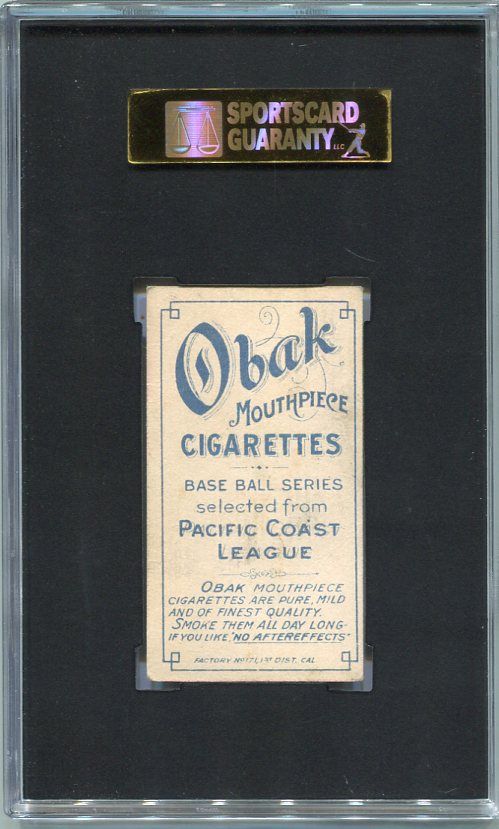 SPORTSCARD
GUARANTY LLC
Obak
MOUTHPIECE
CIGARETTES
BASE BALL SERIES
selected from
PACIFIC COAST
LEAGUE
OBAK MOUTHPIECE
CIGARETTES ARE PURE, MILD
AND OF FINEST QUALITY.
SMOKE THEM ALL DAY LONG-
IF YOU LIKE, "NO AFTEREFFECTS"
FACTORY No 171, 1ST DIST. CAL